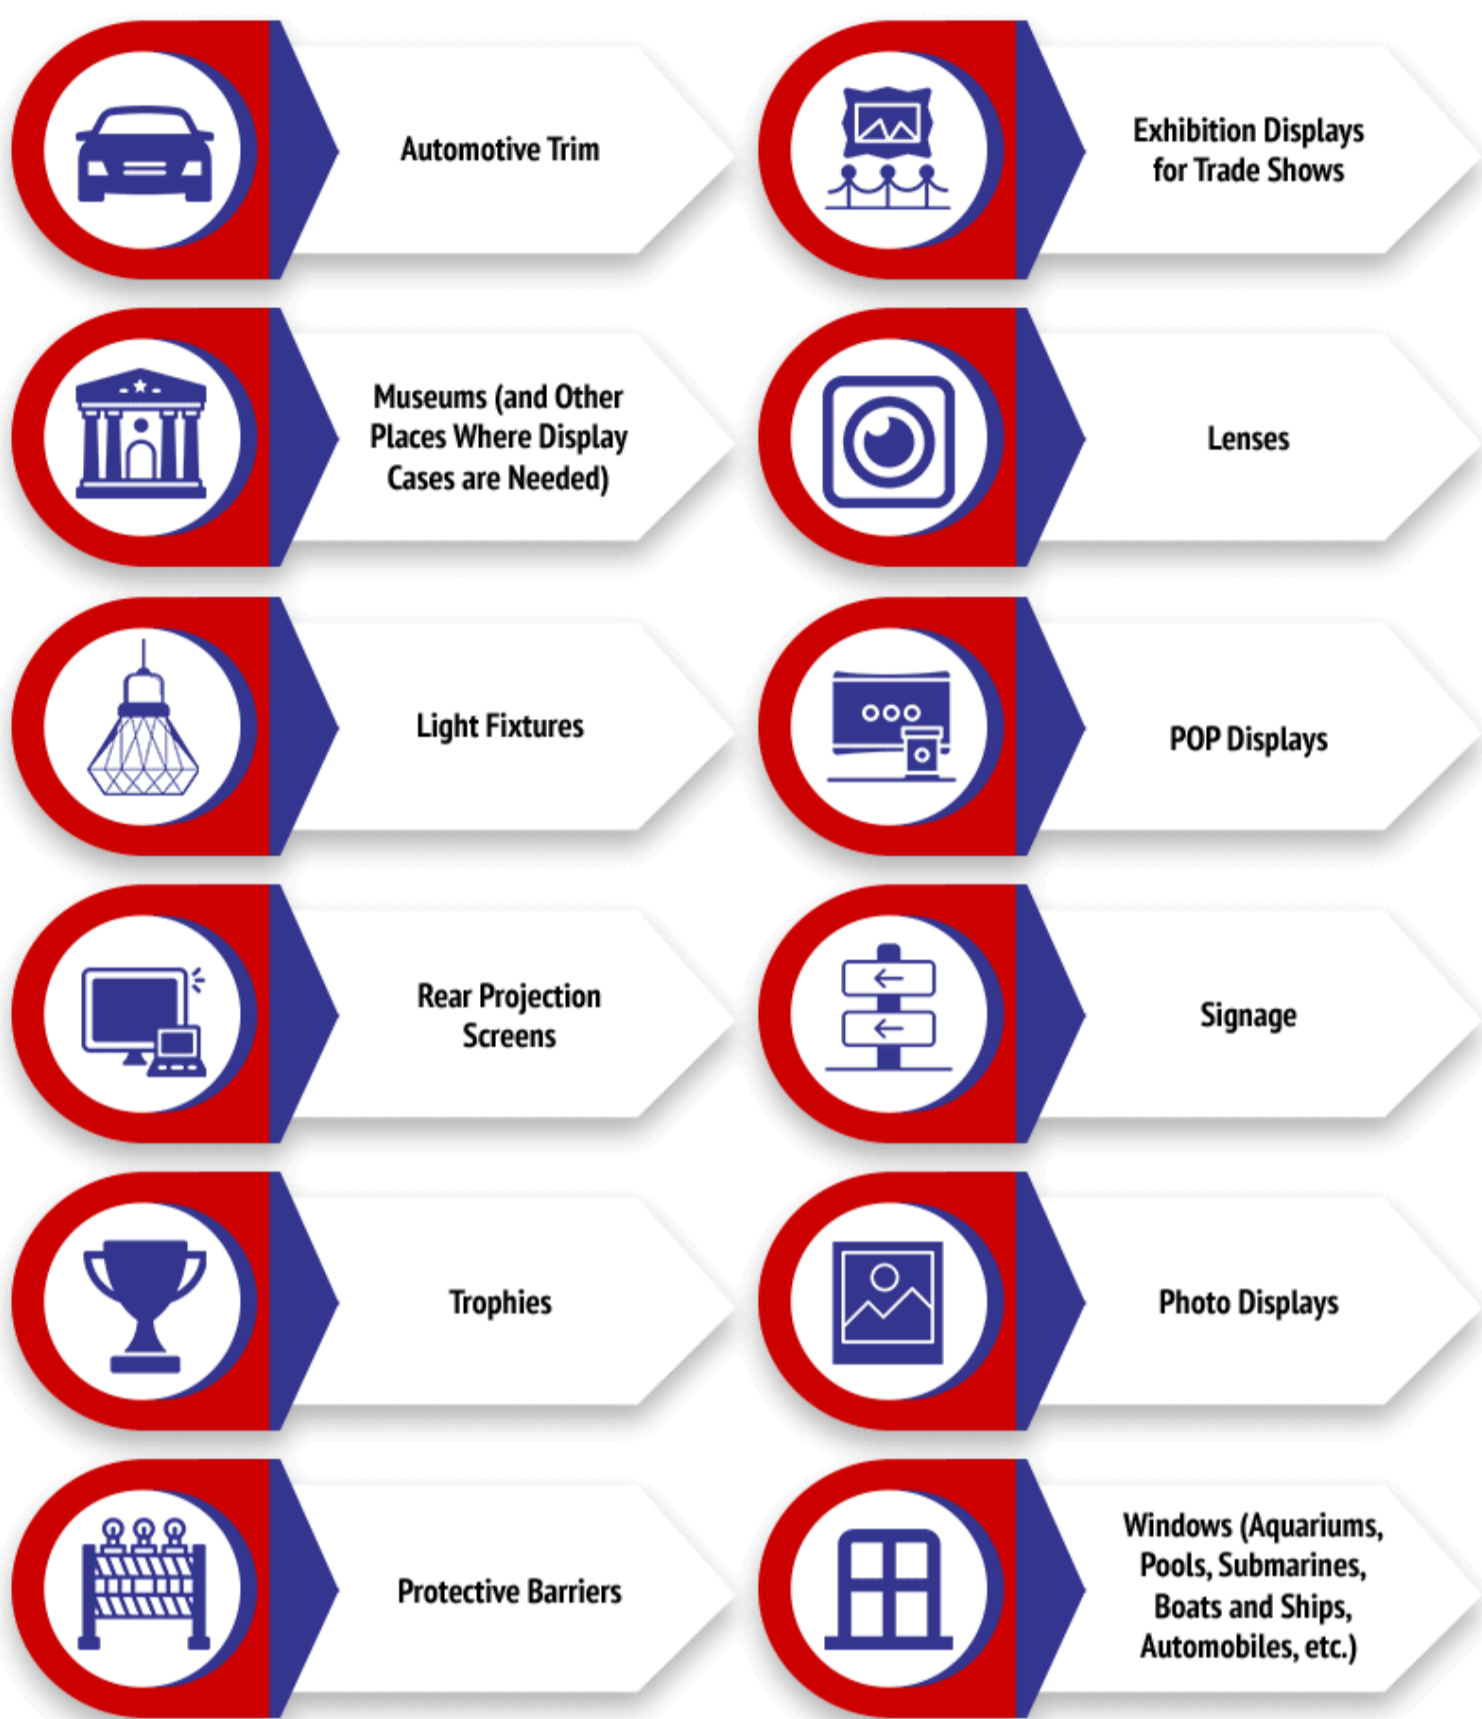 Automotive Trim
Exhibition Displays
for Trade Shows
Museums (and Other
Places Where Display
Cases are Needed)
Lenses
Light Fixtures
POP Displays
Rear Projection
Screens
Signage
Trophies
Photo Displays
Protective Barriers
Windows (Aquariums,
Pools, Submarines,
Boats and Ships,
Automobiles, etc.)